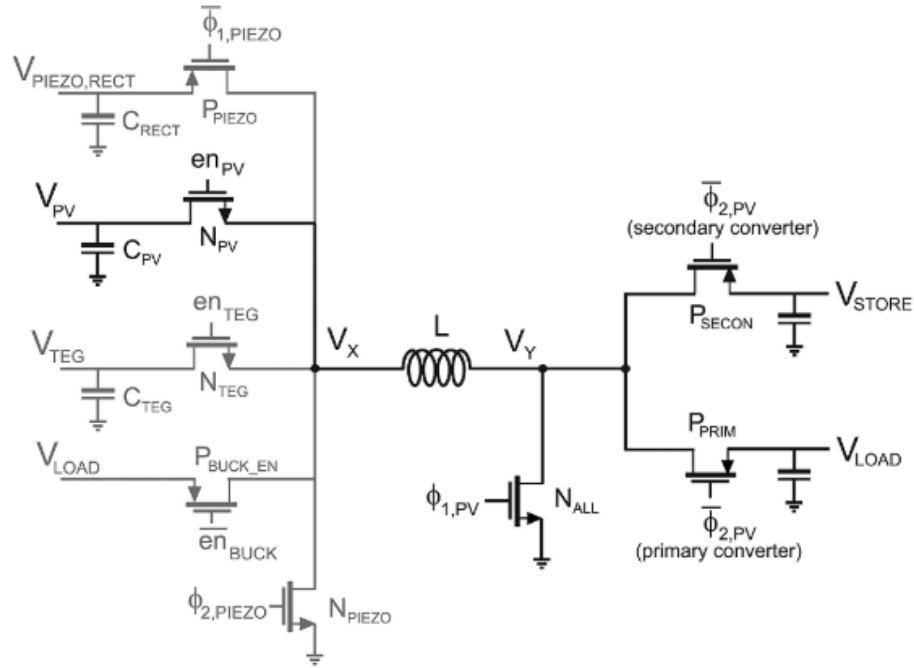 ϕ̅1,PIEZO
VPIEZO,RECT
PPIEZO
CRECT
enPV
VPV
NPV
CPV
enTEG
VTEG
NTEG
CTEG
VX
L
VY
ϕ̅2,PV
(secondary converter)
PSECON
VSTORE
PPRIM
VLOAD
ϕ̅2,PV
(primary converter)
VLOAD
PBUCK_EN
e̅n̅BUCK
ϕ1,PV
NALL
ϕ2,PIEZO
NPIEZO